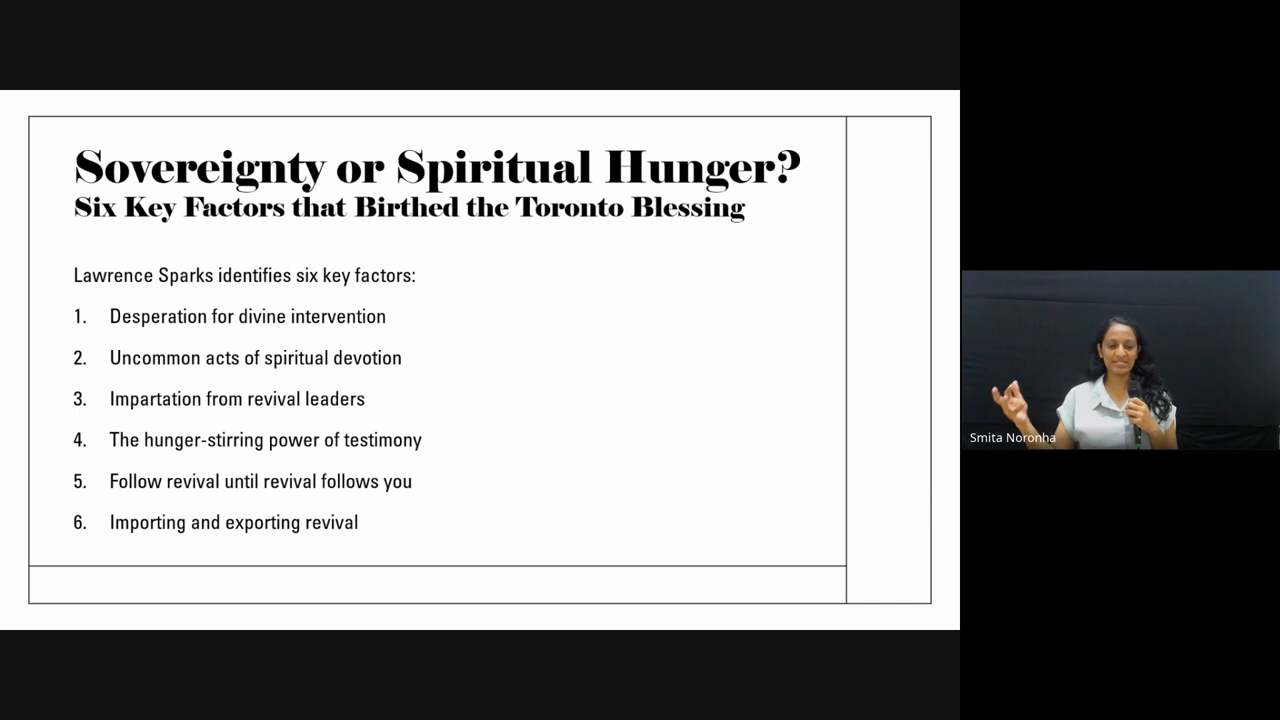 Sovereignty or Spiritual Hunger?
Six Key Factors that Birthed the Toronto Blessing
Lawrence Sparks identifies six key factors:
1. Desperation for divine intervention
2. Uncommon acts of spiritual devotion
3. Impartation from revival leaders
4. The hunger-stirring power of testimony
5. Follow revival until revival follows you
6. Importing and exporting revival
Smita Noronha